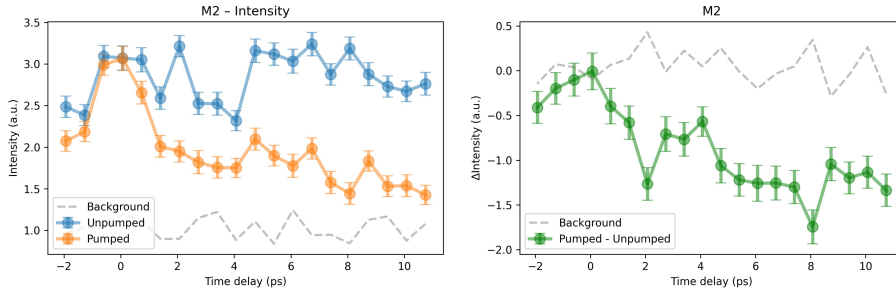 M2 – Intensity
3.5
3.0
2.5
2.0
1.5
1.0
Intensity (a.u.)
Background
Unpumped
Pumped
−2
0
2
4
6
8
10
Time delay (ps)
M2
0.5
0.0
−0.5
−1.0
−1.5
−2.0
ΔIntensity (a.u.)
Background
Pumped - Unpumped
−2
0
2
4
6
8
10
Time delay (ps)